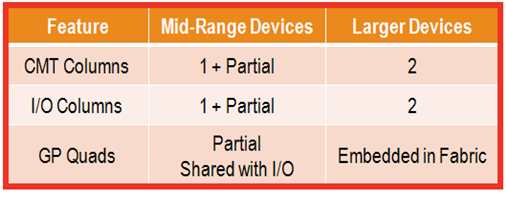 Feature Mid-Range Devices Larger Devices
CMT Columns 1 + Partial 2
I/O Columns 1 + Partial 2
GP Quads Partial Shared with I/O Embedded in Fabric